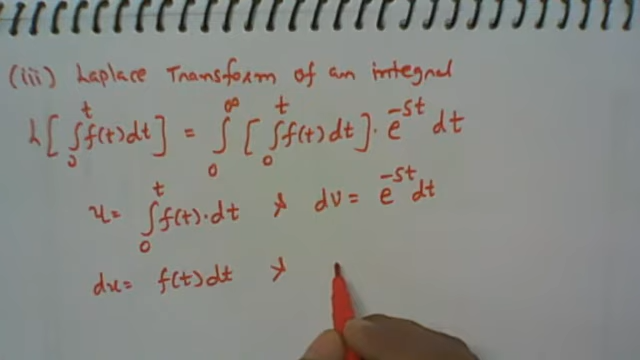 (iii) Laplace Transform of an integral
L[∫₀ᵗ f(t)dt] = ∫₀^∞ [∫₀ᵗ f(t)dt]. e^{-st} dt
u = ∫₀ᵗ f(t).dt & dv = e^{-st}dt
du = f(t)dt &